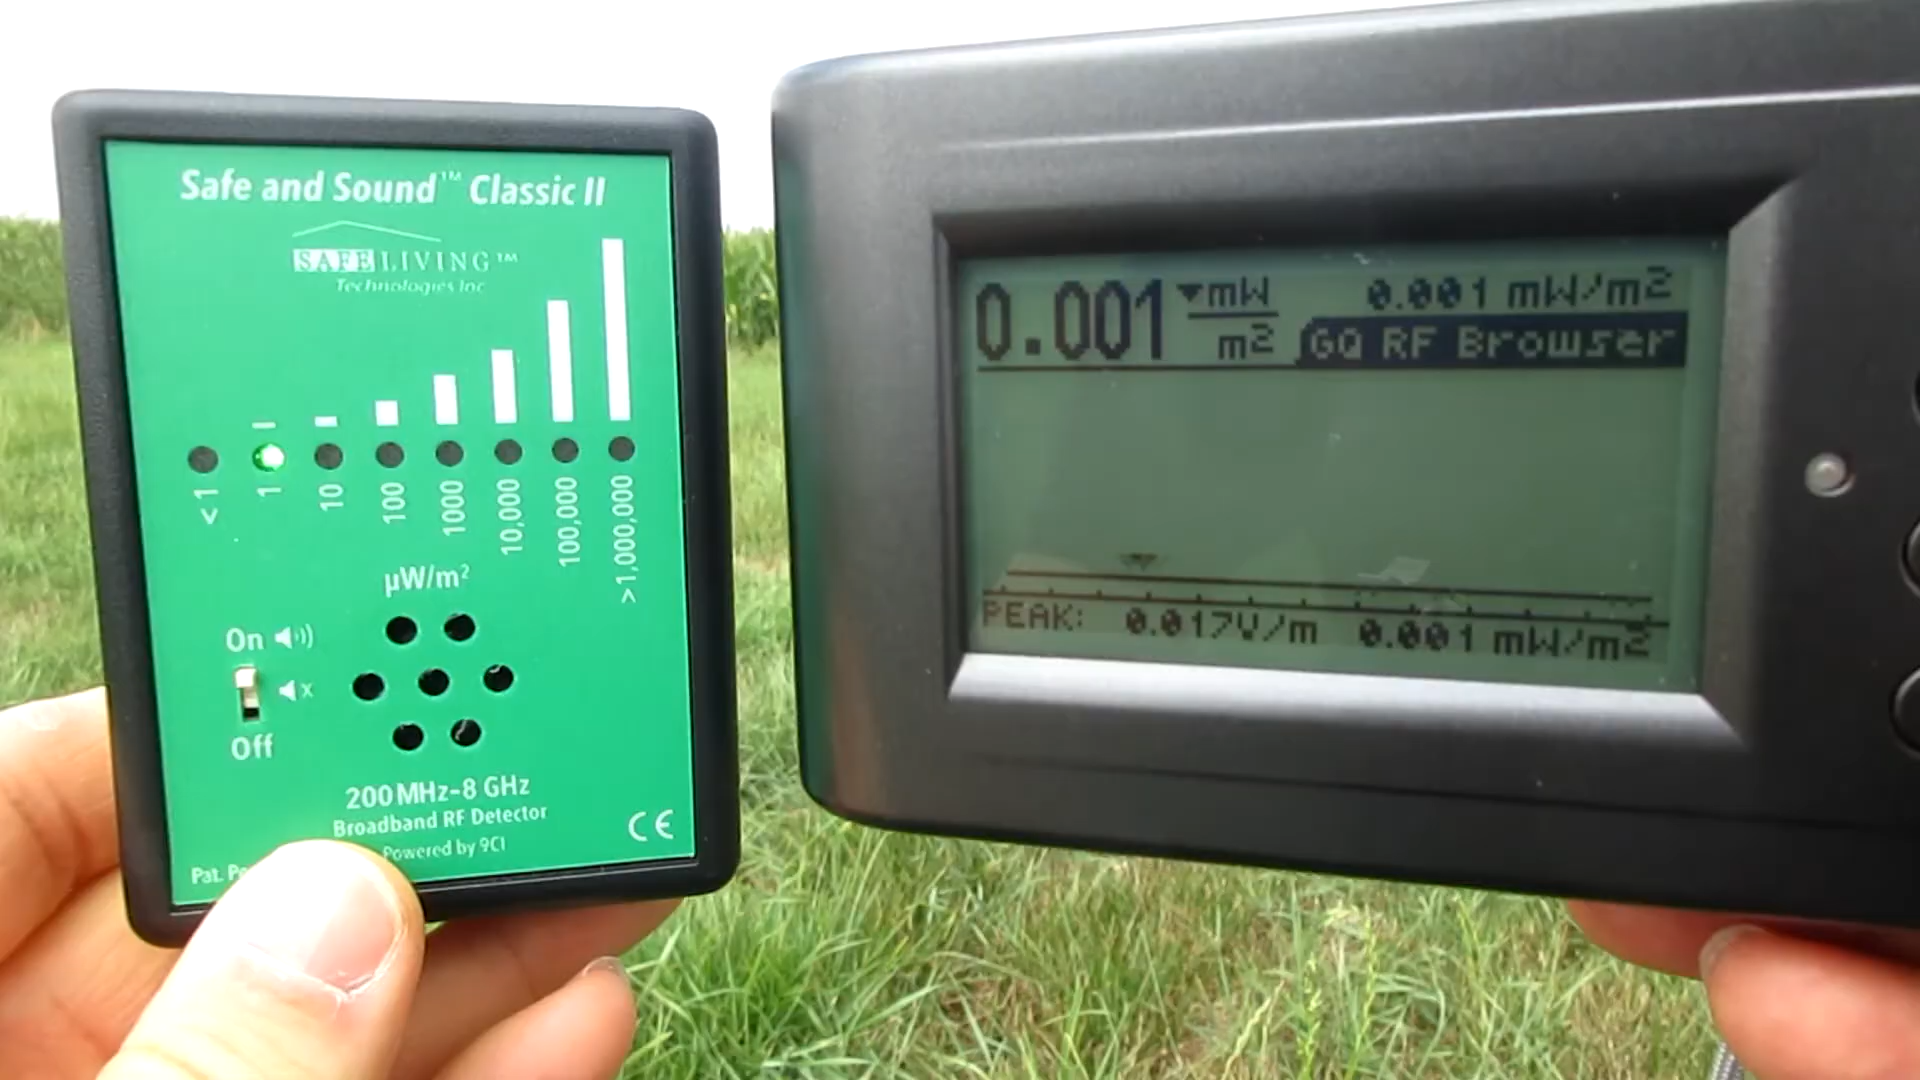 Safe and Sound™ Classic II
SAFE LIVING™
Technologies Inc
<1 1 10 100 1000 10,000 100,000 >1,000,000
µW/m²
On
x
Off
200 MHz-8 GHz
Broadband RF Detector
Powered by 9CI
Pat.
CE
0.001 mW/m2 0.001 mW/m2
GQ RF Browser
PEAK: 0.017V/m 0.001 mW/m2